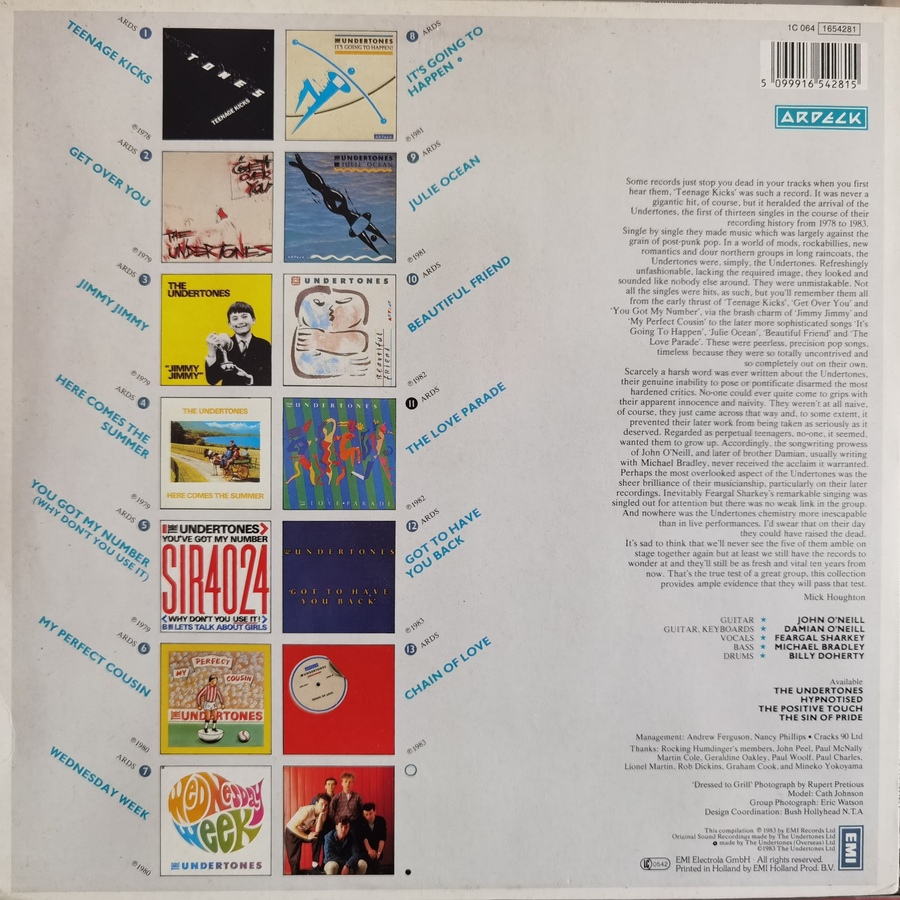 ARDS 1
TEENAGE KICKS
℗1978
TONES
TEENAGE KICKS
ARDS 2
GET OVER YOU
℗1979
GET OVER YOU
THE UNDERTONES
ARDS 3
JIMMY JIMMY
℗1979
THE
UNDERTONES
"JIMMY
JIMMY"
ARDS 4
HERE COMES THE
SUMMER
℗1979
THE UNDERTONES
HERE COMES THE SUMMER
ARDS 5
YOU GOT MY NUMBER
(WHY DON'T YOU USE IT)
℗1979
THE UNDERTONES
YOU'VE GOT MY NUMBER
SIR4024
WHY DON'T YOU USE IT!
B LETS TALK ABOUT GIRLS
ARDS 6
MY PERFECT COUSIN
℗1980
MY PERFECT COUSIN
THE UNDERTONES
ARDS 7
WEDNESDAY WEEK
℗1980
WEDNESDAY
WEEK
THE UNDERTONES
8 ARDS
IT'S GOING TO
HAPPEN
℗1981
THE UNDERTONES
IT'S GOING TO HAPPEN!
9 ARDS
JULIE OCEAN
℗1981
THE UNDERTONES
JULIE OCEAN
10 ARDS
BEAUTIFUL FRIEND
℗1982
THE UNDERTONES
Beautiful Friend
11 ARDS
THE LOVE PARADE
℗1982
THE UNDERTONES
THE LOVE PARADE
12 ARDS
GOT TO HAVE
YOU BACK
℗1983
THE UNDERTONES
GOT TO HAVE
YOU BACK
13 ARDS
CHAIN OF LOVE
℗1983
1C 064 1654281
5 099916 542815
ARDECK
Some records just stop you dead in your tracks when you first
hear them, 'Teenage Kicks' was such a record. It was never a
gigantic hit, of course, but it heralded the arrival of the
Undertones, the first of thirteen singles in the course of their
recording history from 1978 to 1983.
Single by single they made music which was largely against the
grain of post-punk pop. In a world of mods, rockabillies, new
romantics and dour northern groups in long raincoats, the
Undertones were, simply, the Undertones. Refreshingly
unfashionable, lacking the required image, they looked and
sounded like nobody else around. They were unmistakable. Not
all the singles were hits, as such, but you'll remember them all
from the early thrust of 'Teenage Kicks', 'Get Over You' and
'You Got My Number', via the brash charm of 'Jimmy Jimmy' and
'My Perfect Cousin' to the later more sophisticated songs 'It's
Going To Happen', 'Julie Ocean', 'Beautiful Friend' and 'The
Love Parade'. These were peerless, precision pop songs,
timeless because they were so totally uncontrived and
so completely out on their own.
Scarcely a harsh word was ever written about the Undertones,
their genuine inability to pose or pontificate disarmed the most
hardened critics. No-one could ever quite come to grips with
their apparent innocence and naivity. They weren't at all naive,
of course, they just came across that way and, to some extent, it
prevented their later work from being taken as seriously as it
deserved. Regarded as perpetual teenagers, no-one, it seemed,
wanted them to grow up. Accordingly, the songwriting prowess
of John O'Neill, and later of brother Damian, usually writing
with Michael Bradley, never received the acclaim it warranted.
Perhaps the most overlooked aspect of the Undertones was the
sheer brilliance of their musicianship, particularly on their later
recordings. Inevitably Feargal Sharkey's remarkable singing was
singled out for attention but there was no weak link in the group.
And nowhere was the Undertones chemistry more inescapable
than in live performances. I'd swear that on their day
they could have raised the dead.
It's sad to think that we'll never see the five of them amble on
stage together again but at least we still have the records to
wonder at and they'll still be as fresh and vital ten years from
now. That's the true test of a great group, this collection
provides ample evidence that they will pass that test.
Mick Houghton
GUITAR ★ JOHN O'NEILL
GUITAR, KEYBOARDS ★ DAMIAN O'NEILL
VOCALS ★ FEARGAL SHARKEY
BASS ★ MICHAEL BRADLEY
DRUMS ★ BILLY DOHERTY
Available
THE UNDERTONES
HYPNOTISED
THE POSITIVE TOUCH
THE SIN OF PRIDE
Management: Andrew Ferguson, Nancy Phillips • Cracks 90 Ltd
Thanks: Rocking Humdinger's members, John Peel, Paul McNally
Martin Cole, Geraldine Oakley, Paul Woolf, Paul Charles,
Lionel Martin, Rob Dickins, Graham Cook, and Mineko Yokoyama
'Dressed to Grill' Photograph by Rupert Pretious
Model: Cath Johnson
Group Photograph: Eric Watson
Design Coordination: Bush Hollyhead N.T.A
This compilation ℗ 1983 by EMI Records Ltd
Original Sound Recordings made by The Undertones Ltd
made by The Undertones (Overseas) Ltd
©1983 The Undertones Ltd
EMI
LC 0542
EMI Electrola GmbH · All rights reserved.
Printed in Holland by EMI Holland Prod. B.V.